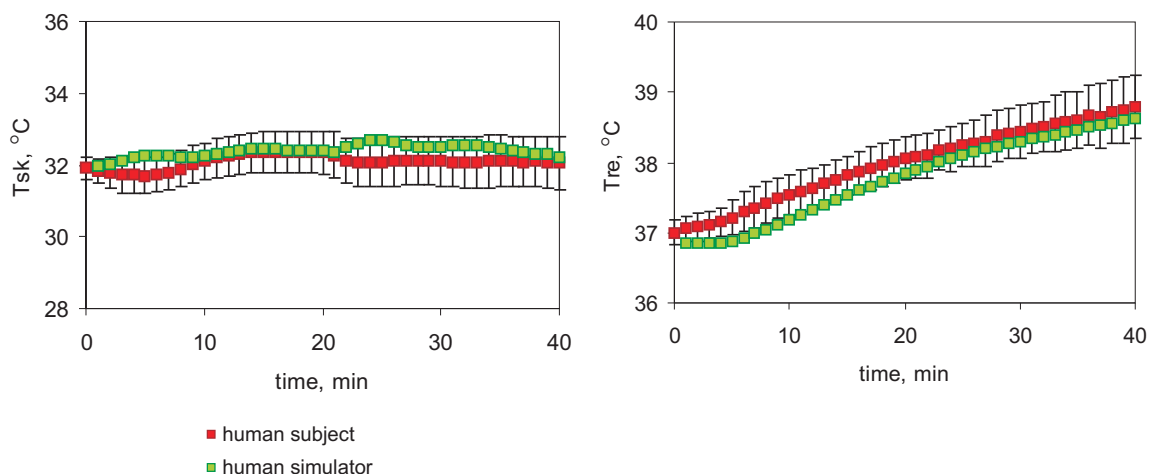 36
34
32
30
28
Tsk, °C
0 10 20 30 40
time, min
40
39
38
37
36
Tre, °C
0 10 20 30 40
time, min
human subject
human simulator